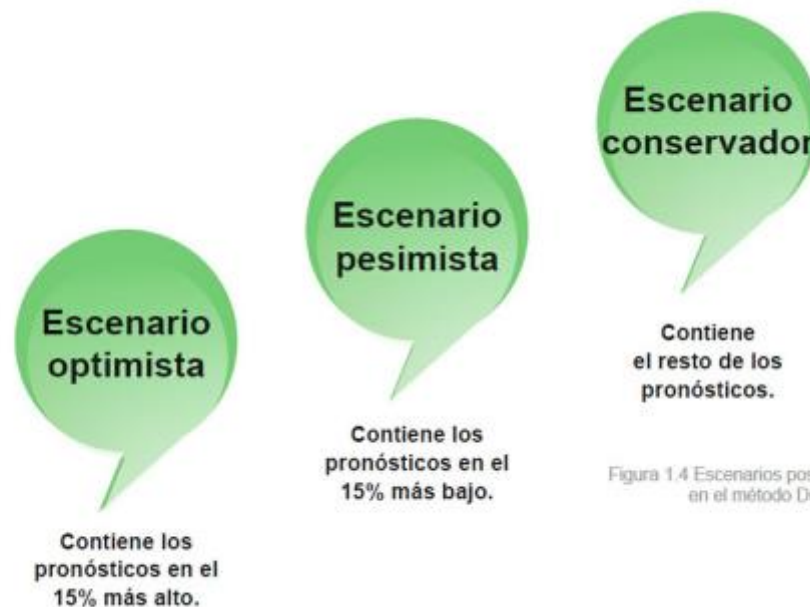 Escenario
optimista
Contiene los
pronósticos en el
15% más alto.
Escenario
pesimista
Contiene los
pronósticos en el
15% más bajo.
Escenario
conservador
Contiene
el resto de los
pronósticos.
Figura 1.4 Escenarios
en el método